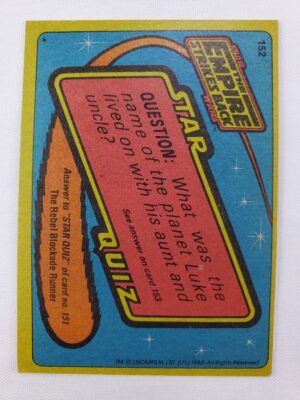 152
STAR
THE
EMPIRE
STRIKES BACK
WARS
STAR
QUIZ
QUESTION: What was the
name of the planet Luke
lived on with his aunt and
uncle?
See answer on card 153
Answer to "STAR QUIZ" of card no. 151
The Rebel Blockade Runner
TM: © LUCASFILM, LTD. (LFL) 1980 All Rights Reserved